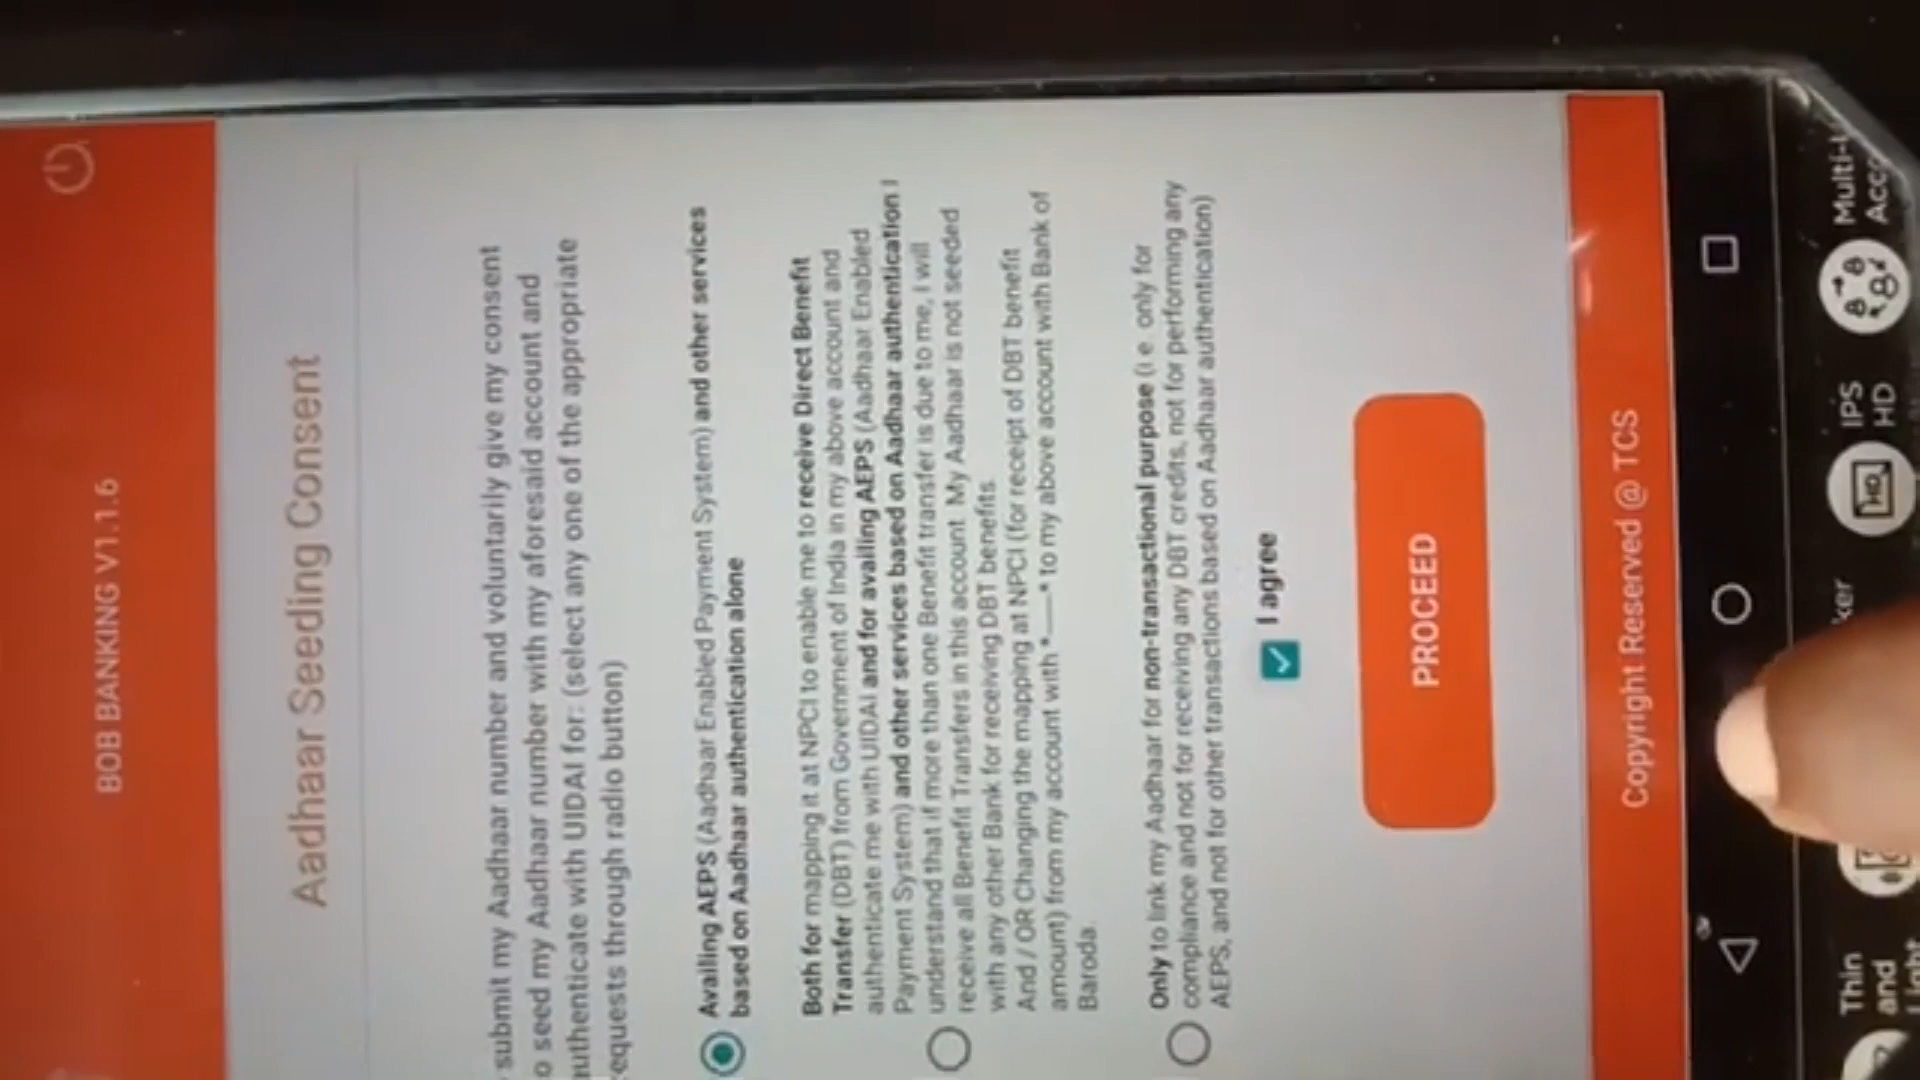 BOB BANKING V1.1.6
Aadhaar Seeding Consent
submit my Aadhaar number and voluntarily give my consent
o seed my Aadhaar number with my aforesaid account and
authenticate with UIDAI for: (select any one of the appropriate
requests through radio button)
Availing AEPS (Aadhaar Enabled Payment System) and other services
based on Aadhaar authentication alone
Both for mapping it at NPCI to enable me to receive Direct Benefit
Transfer (DBT) from Government of India in my above account and
authenticate me with UIDAI and for availing AEPS (Aadhaar Enabled
Payment System) and other services based on Aadhaar authentication I
understand that if more than one Benefit transfer is due to me, I will
receive all Benefit Transfers in this account. My Aadhaar is not seeded
with any other Bank for receiving DBT benefits.
And / OR Changing the mapping at NPCI (for receipt of DBT benefit
amount) from my account with *___* to my above account with Bank of
Baroda.
Only to link my Aadhaar for non-transactional purpose (i e only for
compliance and not for receiving any DBT credits, not for performing any
AEPS, and not for other transactions based on Aadhaar authentication)
I agree
PROCEED
Copyright Reserved @ TCS
Thin
and
Light
IPS
HD
HD
Multi-
Acc